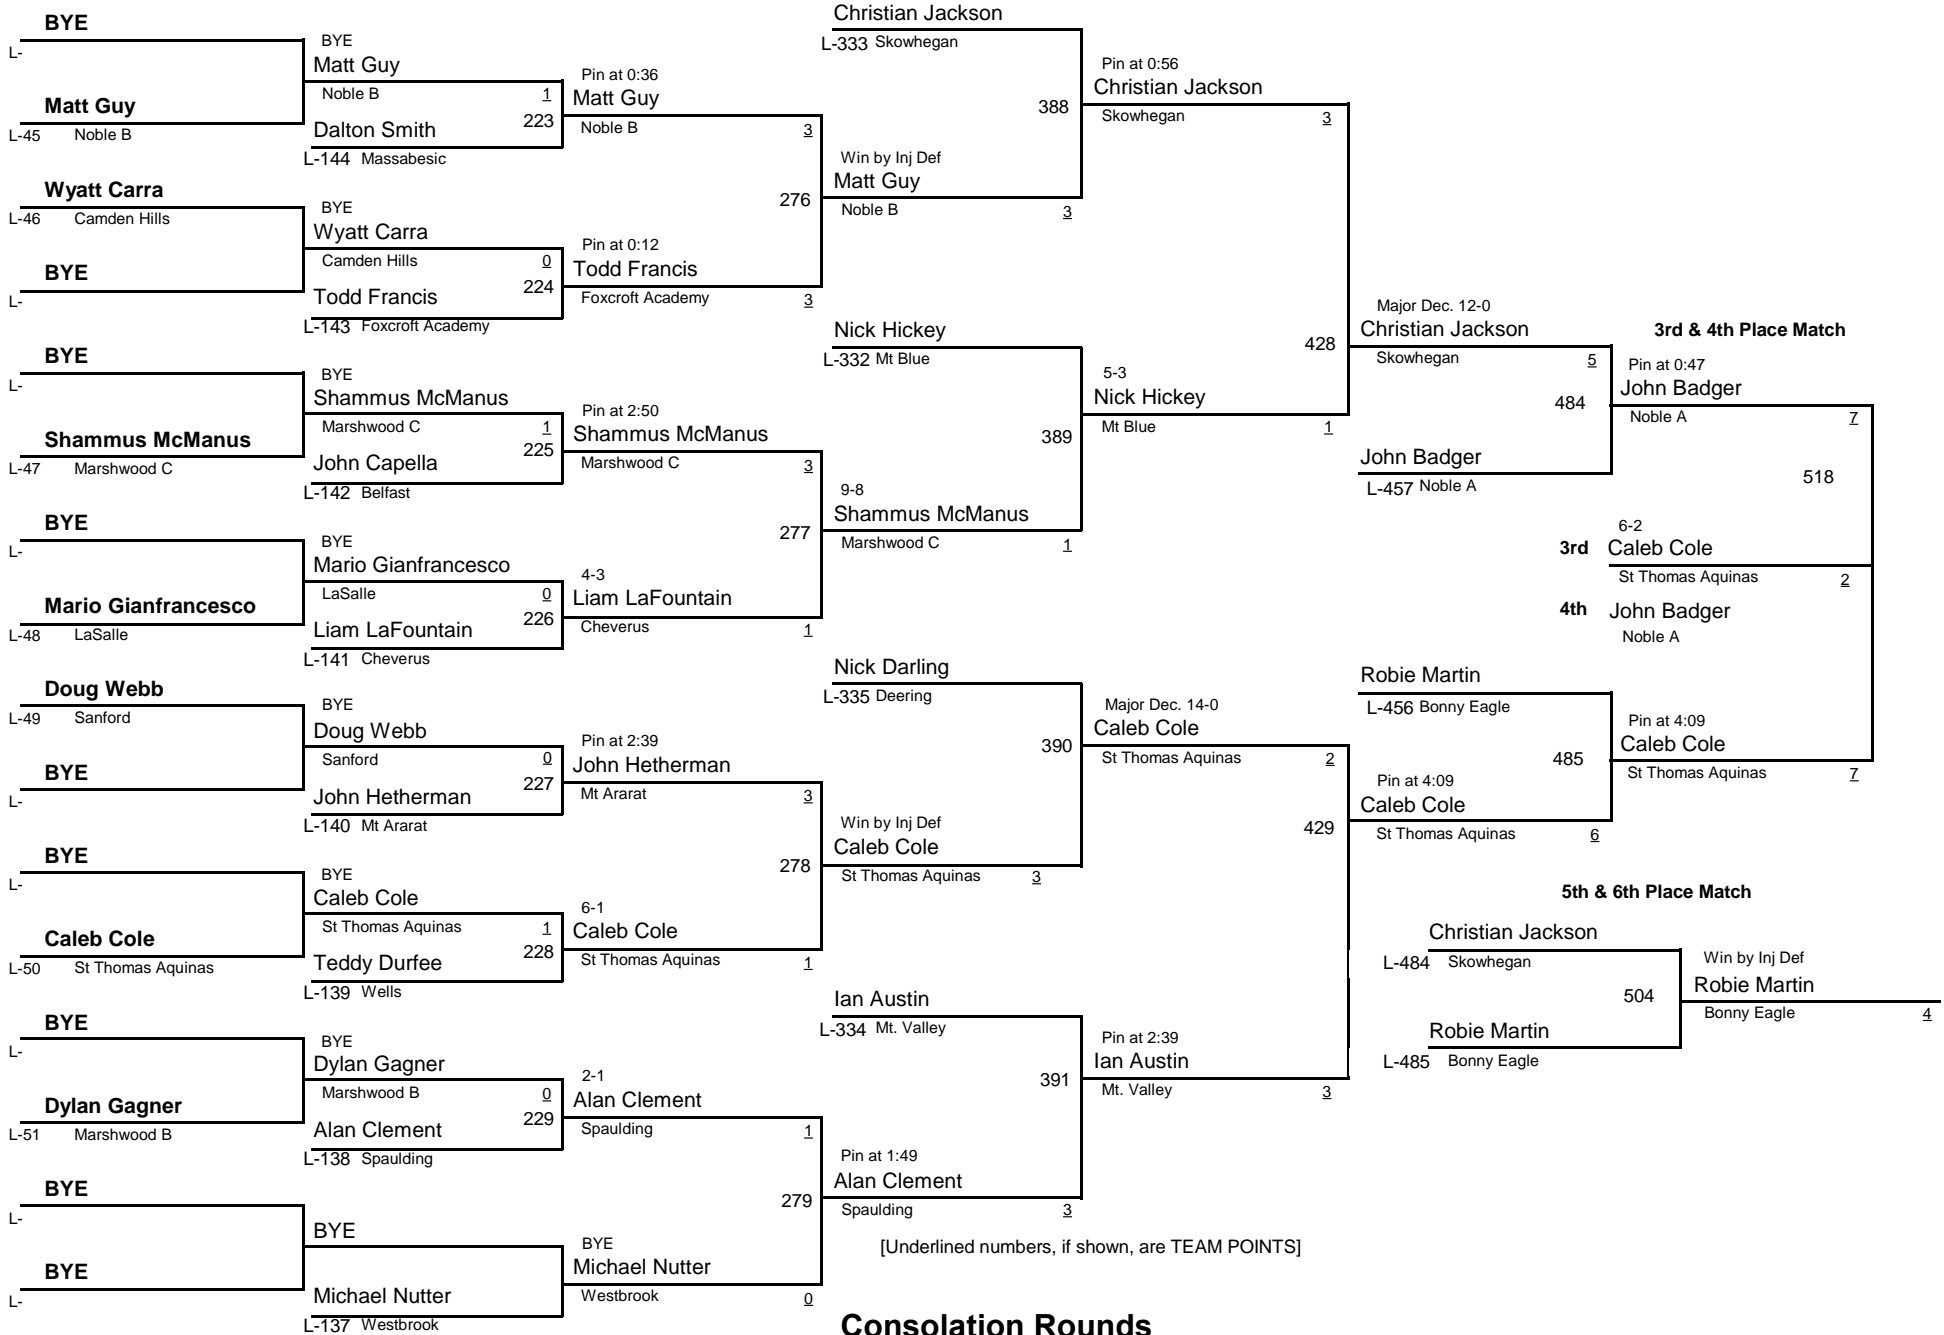 BYE
L-
Matt Guy
L-45 Noble B
Wyatt Carra
L-46 Camden Hills
BYE
L-
BYE
L-
Shammus McManus
L-47 Marshwood C
BYE
L-
Mario Gianfrancesco
L-48 LaSalle
Doug Webb
L-49 Sanford
BYE
L-
BYE
L-
Caleb Cole
L-50 St Thomas Aquinas
BYE
L-
Dylan Gagner
L-51 Marshwood B
BYE
L-
BYE
L-
BYE
Matt Guy
Noble B 1
223
Dalton Smith
L-144 Massabesic
BYE
Wyatt Carra
Camden Hills 0
224
Todd Francis
L-143 Foxcroft Academy
BYE
Shammus McManus
Marshwood C 1
225
John Capella
L-142 Belfast
BYE
Mario Gianfrancesco
LaSalle 0
226
Liam LaFountain
L-141 Cheverus
BYE
Doug Webb
Sanford 0
227
John Hetherman
L-140 Mt Ararat
BYE
Caleb Cole
St Thomas Aquinas 1
228
Teddy Durfee
L-139 Wells
BYE
Dylan Gagner
Marshwood B 0
229
Alan Clement
L-138 Spaulding
BYE
Michael Nutter
L-137 Westbrook
Pin at 0:36
Matt Guy
Noble B 3
276
Pin at 0:12
Todd Francis
Foxcroft Academy 3
Pin at 2:50
Shammus McManus
Marshwood C 3
277
4-3
Liam LaFountain
Cheverus 1
Pin at 2:39
John Hetherman
Mt Ararat 3
278
6-1
Caleb Cole
St Thomas Aquinas 1
2-1
Alan Clement
Spaulding 1
279
BYE
Michael Nutter
Westbrook 0
Christian Jackson
L-333 Skowhegan
388
Win by Inj Def
Matt Guy
Noble B 3
Nick Hickey
L-332 Mt Blue
389
9-8
Shammus McManus
Marshwood C 1
Nick Darling
L-335 Deering
390
Win by Inj Def
Caleb Cole
St Thomas Aquinas 3
Ian Austin
L-334 Mt. Valley
391
Pin at 1:49
Alan Clement
Spaulding 3
Pin at 0:56
Christian Jackson
Skowhegan 3
428
5-3
Nick Hickey
Mt Blue 1
Major Dec. 14-0
Caleb Cole
St Thomas Aquinas 2
429
Pin at 2:39
Ian Austin
Mt. Valley 3
Major Dec. 12-0
Christian Jackson
Skowhegan 5
484
John Badger
L-457 Noble A
Robie Martin
L-456 Bonny Eagle
485
Pin at 4:09
Caleb Cole
St Thomas Aquinas 6
3rd & 4th Place Match
Pin at 0:47
John Badger
Noble A 7
518
6-2
3rd Caleb Cole
St Thomas Aquinas 2
4th John Badger
Noble A
Pin at 4:09
Caleb Cole
St Thomas Aquinas 7
5th & 6th Place Match
Christian Jackson
L-484 Skowhegan
504
Robie Martin
L-485 Bonny Eagle
Win by Inj Def
Robie Martin
Bonny Eagle 4
[Underlined numbers, if shown, are TEAM POINTS]
Consolation Rounds